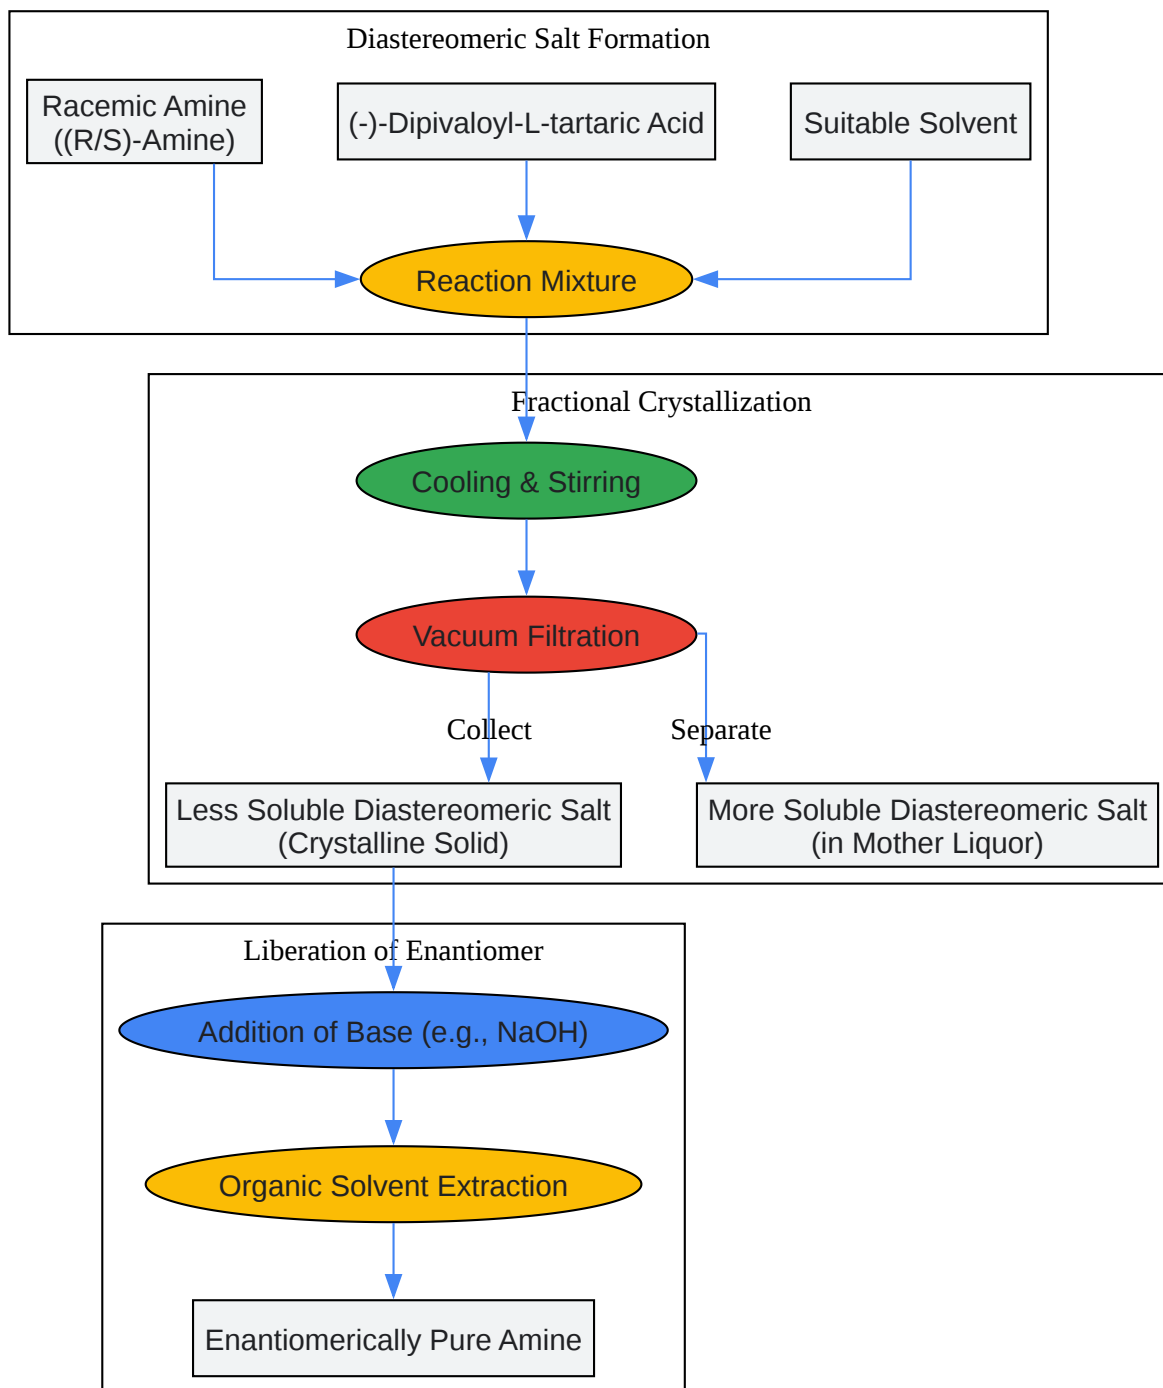 Diastereomeric Salt Formation
Racemic Amine
((R/S)-Amine)
(-)-Dipivaloyl-L-tartaric Acid
Suitable Solvent
Reaction Mixture
Fractional Crystallization
Cooling & Stirring
Vacuum Filtration
Collect
Separate
Less Soluble Diastereomeric Salt
(Crystalline Solid)
More Soluble Diastereomeric Salt
(in Mother Liquor)
Liberation of Enantiomer
Addition of Base (e.g., NaOH)
Organic Solvent Extraction
Enantiomerically Pure Amine